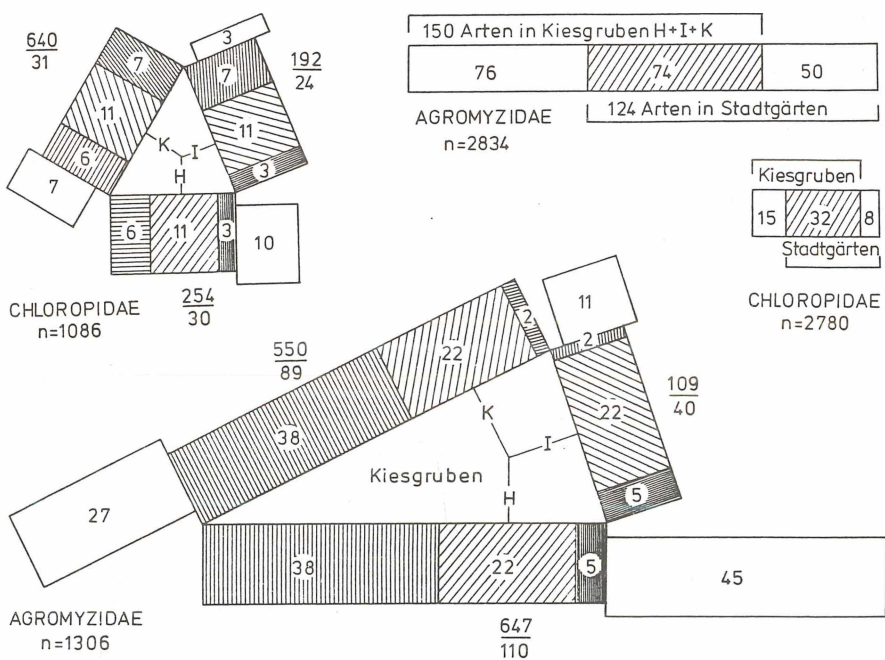 640
31
7
3
7
192
24
11
11
6
K
I
H
3
7
6
11
3
10
CHLOROPIDAE
n=1086
254
30
150 Arten in Kiesgruben H+I+K
76
74
50
AGROMYZIDAE
n=2834
124 Arten in Stadtgärten
Kiesgruben
15
32
8
Stadtgärten
CHLOROPIDAE
n=2780
550
89
22
2
11
2
109
40
38
K
I
22
Kiesgruben
H
27
5
38
22
5
45
AGROMYZIDAE
n=1306
647
110